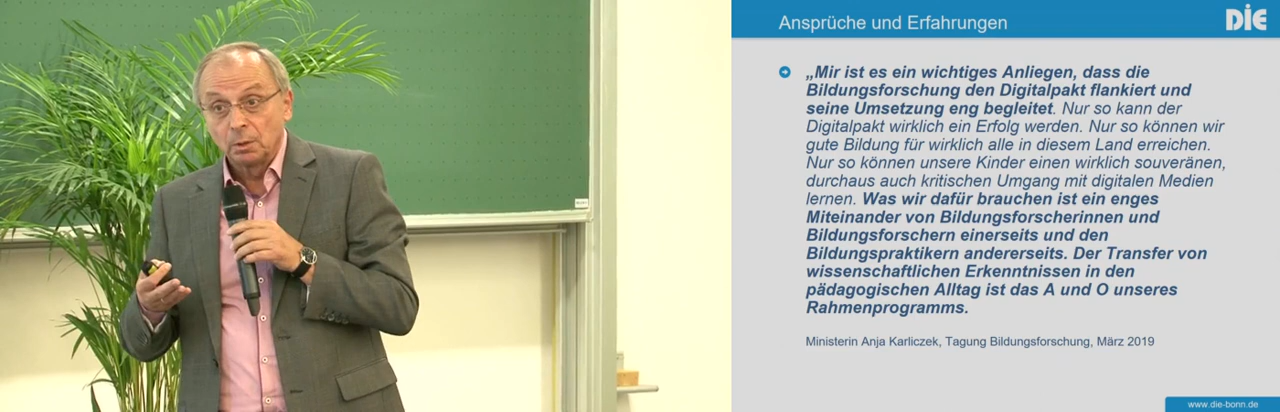 Ansprüche und Erfahrungen
DIE
„Mir ist es ein wichtiges Anliegen, dass die
Bildungsforschung den Digitalpakt flankiert und
seine Umsetzung eng begleitet. Nur so kann der
Digitalpakt wirklich ein Erfolg werden. Nur so können wir
gute Bildung für wirklich alle in diesem Land erreichen.
Nur so können unsere Kinder einen wirklich souveränen,
durchaus auch kritischen Umgang mit digitalen Medien
lernen. Was wir dafür brauchen ist ein enges
Miteinander von Bildungsforscherinnen und
Bildungsforschern einerseits und den
Bildungspraktikern andererseits. Der Transfer von
wissenschaftlichen Erkenntnissen in den
pädagogischen Alltag ist das A und O unseres
Rahmenprogramms.
Ministerin Anja Karliczek, Tagung Bildungsforschung, März 2019
www.die-bonn.de